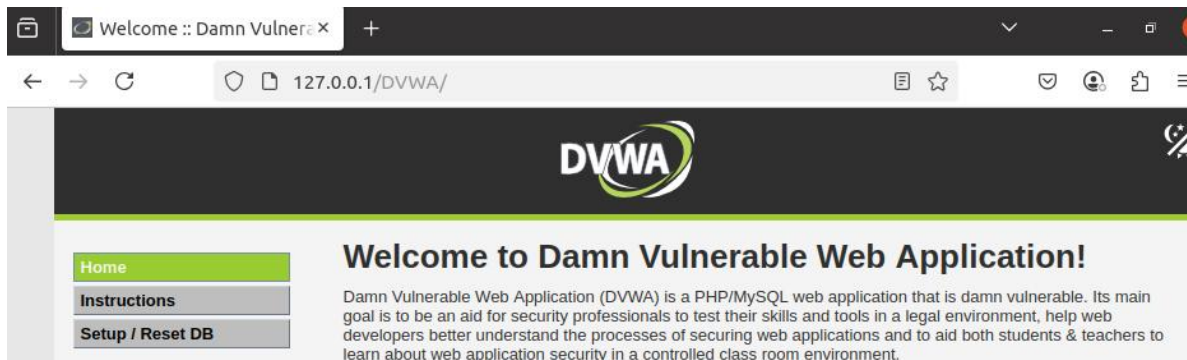 Welcome :: Damn Vulnera
127.0.0.1/DVWA/
DVWA
Home
Instructions
Setup / Reset DB
Welcome to Damn Vulnerable Web Application!
Damn Vulnerable Web Application (DVWA) is a PHP/MySQL web application that is damn vulnerable. Its main
goal is to be an aid for security professionals to test their skills and tools in a legal environment, help web
developers better understand the processes of securing web applications and to aid both students & teachers to
learn about web application security in a controlled class room environment.